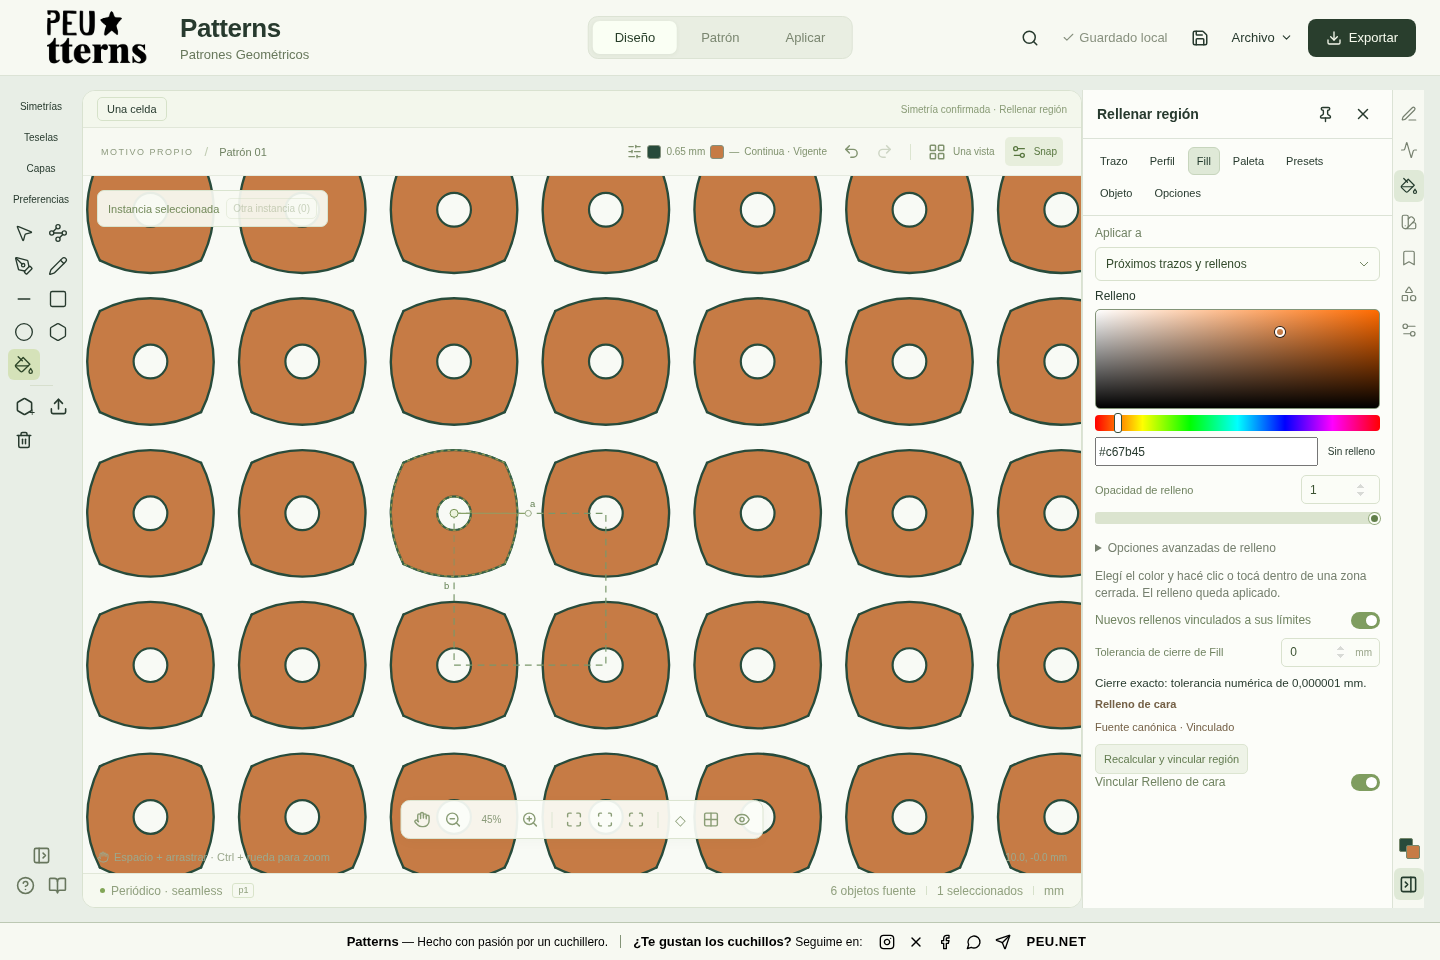 PEU
tterns
Patterns
Patrones Geométricos
Diseño
Patrón
Aplicar
Guardado local
Archivo
Exportar
Simetrías
Teselas
Capas
Preferencias
Una celda
Simetría confirmada · Rellenar región
MOTIVO PROPIO / Patrón 01
0.65 mm — Continua · Vigente
Una vista
Snap
Instancia seleccionada
Otra instancia (0)
a
b
45%
Espacio + arrastrar · Ctrl + rueda para zoom
10.0, -0.0 mm
Periódico · seamless p1
6 objetos fuente
1 seleccionados
mm
Rellenar región
Trazo
Perfil
Fill
Paleta
Presets
Objeto
Opciones
Aplicar a
Próximos trazos y rellenos
Relleno
#c67b45
Sin relleno
Opacidad de relleno
1
Opciones avanzadas de relleno
Elegí el color y hacé clic o tocá dentro de una zona
cerrada. El relleno queda aplicado.
Nuevos rellenos vinculados a sus límites
Tolerancia de cierre de Fill
0
mm
Cierre exacto: tolerancia numérica de 0,000001 mm.
Relleno de cara
Fuente canónica · Vinculado
Recalcular y vincular región
Vincular Relleno de cara
Patterns — Hecho con pasión por un cuchillero.
¿Te gustan los cuchillos? Seguime en:
PEU.NET